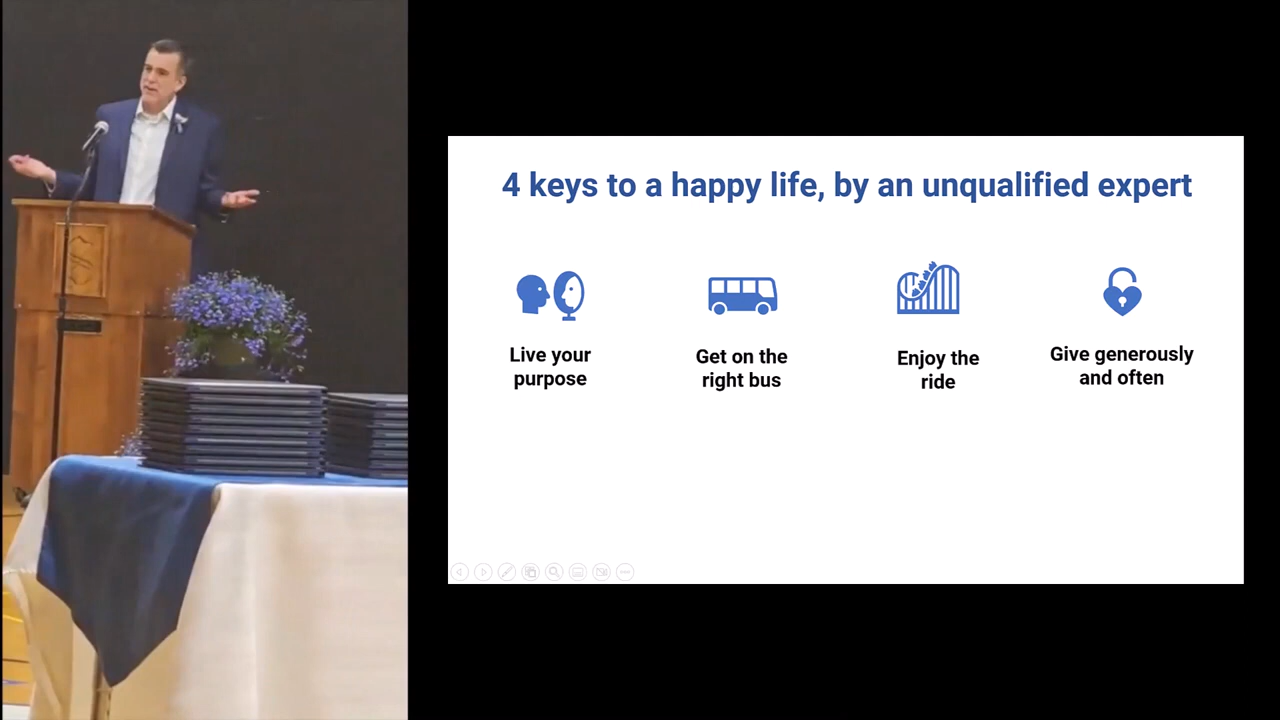 4 keys to a happy life, by an unqualified expert
Live your
purpose
Get on the
right bus
Enjoy the
ride
Give generously
and often